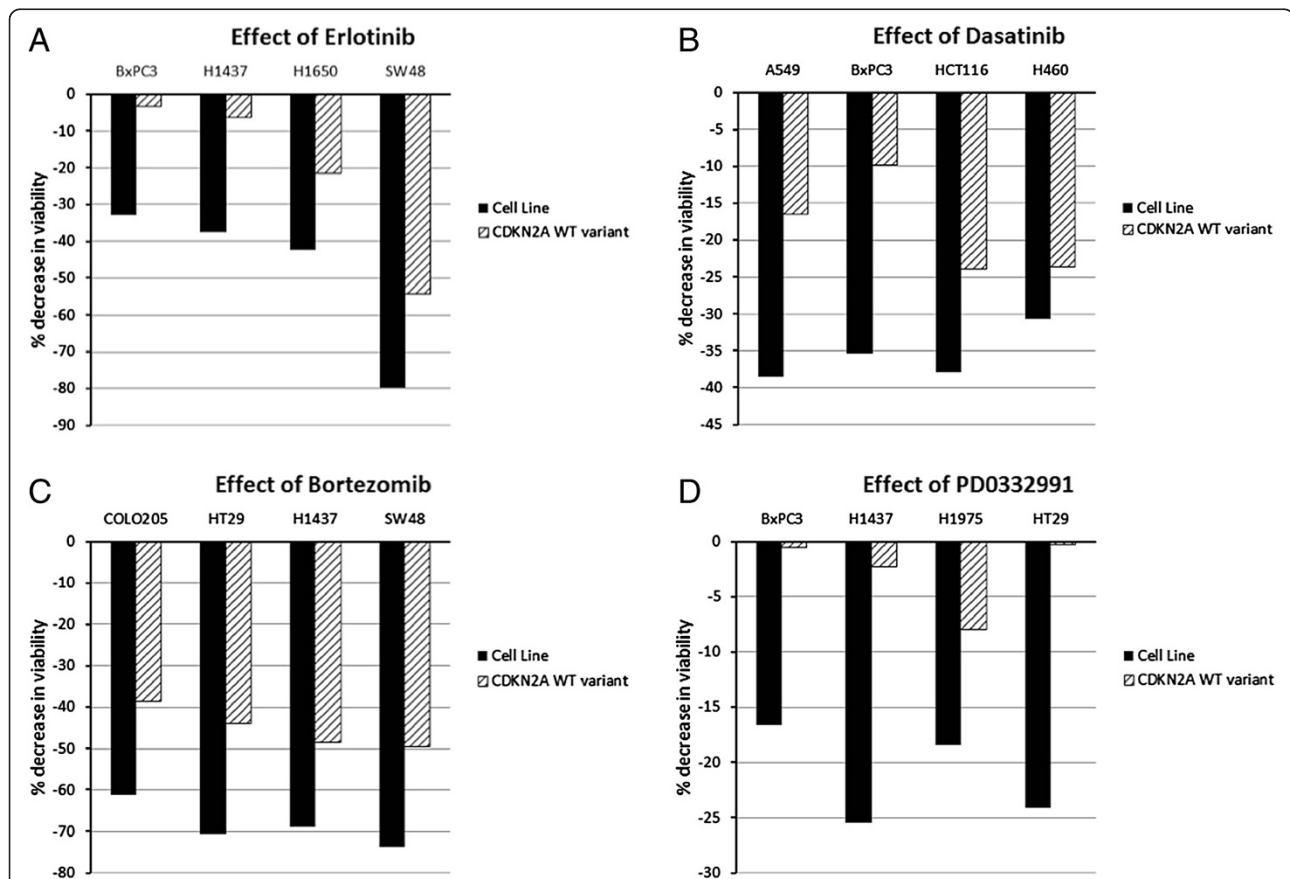 A
Effect of Erlotinib
BxPC3 H1437 H1650 SW48
0
-10
-20
-30
-40
-50
-60
-70
-80
-90
% decrease in viability
Cell Line
CDKN2A WT variant
B
Effect of Dasatinib
A549 BxPC3 HCT116 H460
0
-5
-10
-15
-20
-25
-30
-35
-40
-45
% decrease in viability
Cell Line
CDKN2A WT variant
C
Effect of Bortezomib
COLO205 HT29 H1437 SW48
0
-10
-20
-30
-40
-50
-60
-70
-80
% decrease in viability
Cell Line
CDKN2A WT variant
D
Effect of PD0332991
BxPC3 H1437 H1975 HT29
0
-5
-10
-15
-20
-25
-30
% decrease in viability
Cell Line
CDKN2A WT variant